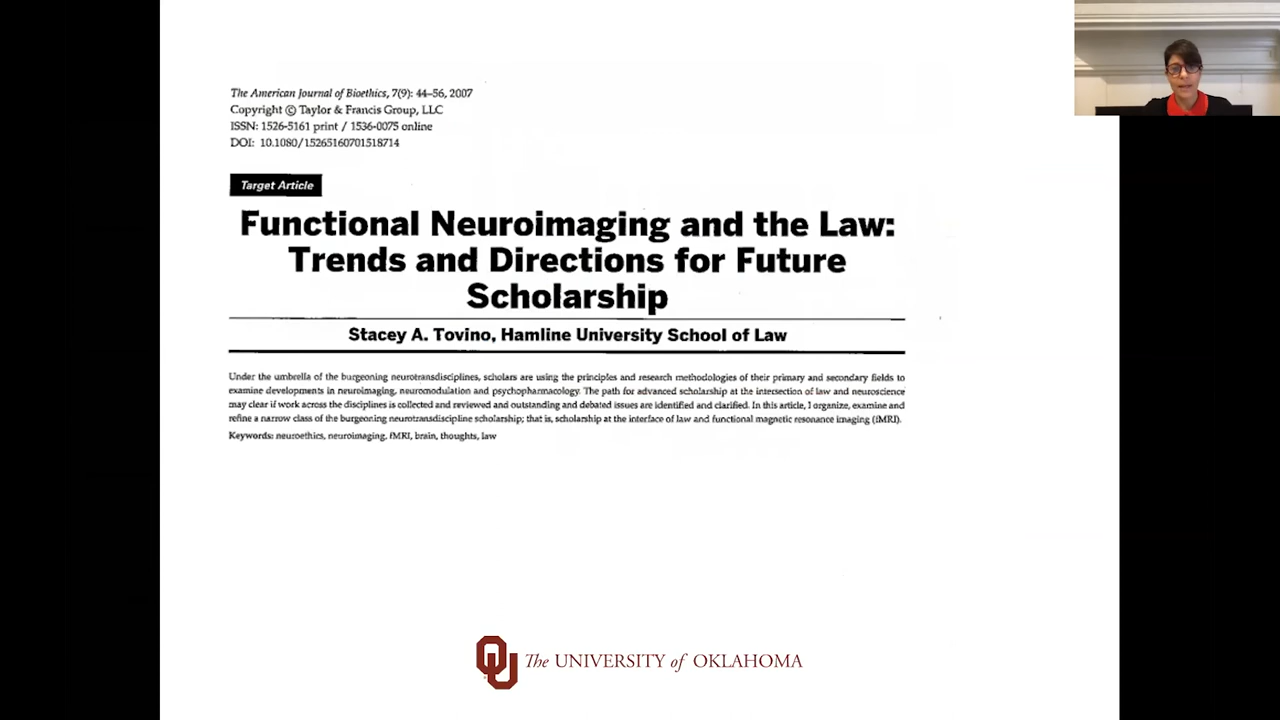 The American Journal of Bioethics, 7(9): 44–56, 2007
Copyright © Taylor & Francis Group, LLC
ISSN: 1526-5161 print / 1536-0075 online
DOI: 10.1080/15265160701518714
Target Article
Functional Neuroimaging and the Law:
Trends and Directions for Future
Scholarship
Stacey A. Tovino, Hamline University School of Law
Under the umbrella of the burgeoning neurotransdisciplines, scholars are using the principles and research methodologies of their primary and secondary fields to
examine developments in neuroimaging, neuromodulation and psychopharmacology. The path for advanced scholarship at the intersection of law and neuroscience
may clear if work across the disciplines is collected and reviewed and outstanding and debated issues are identified and clarified. In this article, I organize, examine and
refine a narrow class of the burgeoning neurotransdiscipline scholarship; that is, scholarship at the interface of law and functional magnetic resonance imaging (fMRI).
Keywords: neuroethics, neuroimaging, fMRI, brain, thoughts, law
OU The UNIVERSITY of OKLAHOMA